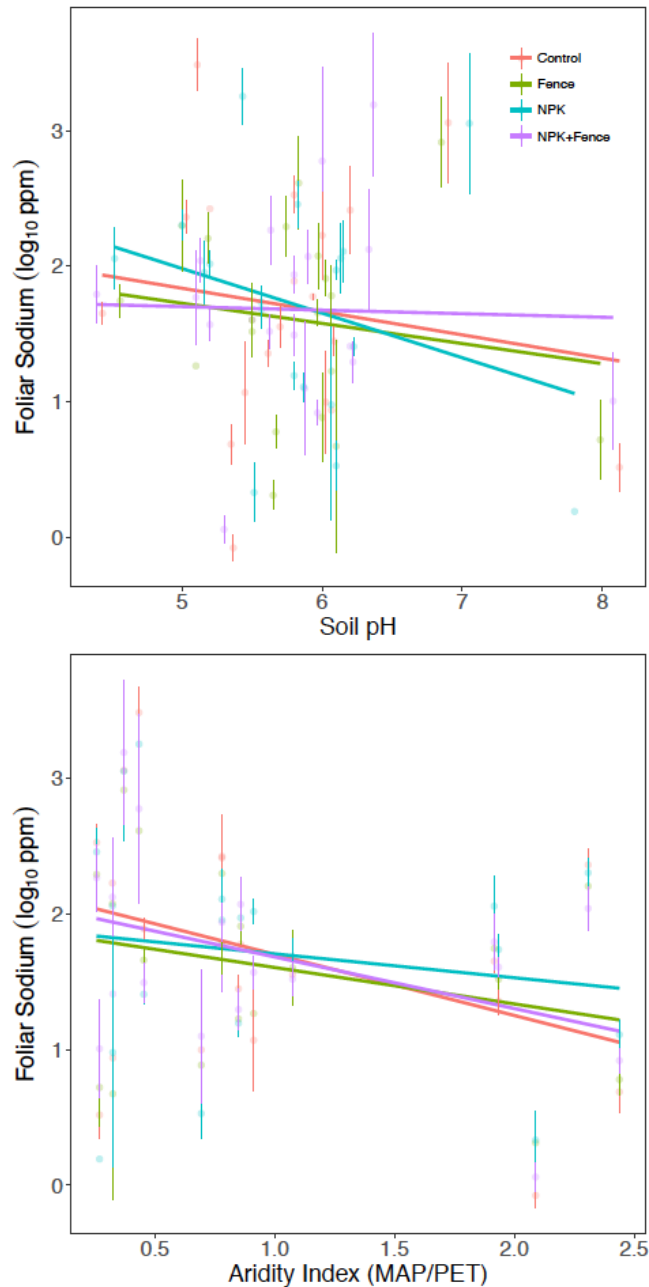 Foliar Sodium (log₁₀ ppm)
3
2
1
0
Control
Fence
NPK
NPK+Fence
5 6 7 8
Soil pH
Foliar Sodium (log₁₀ ppm)
3
2
1
0
0.5 1.0 1.5 2.0 2.5
Aridity Index (MAP/PET)